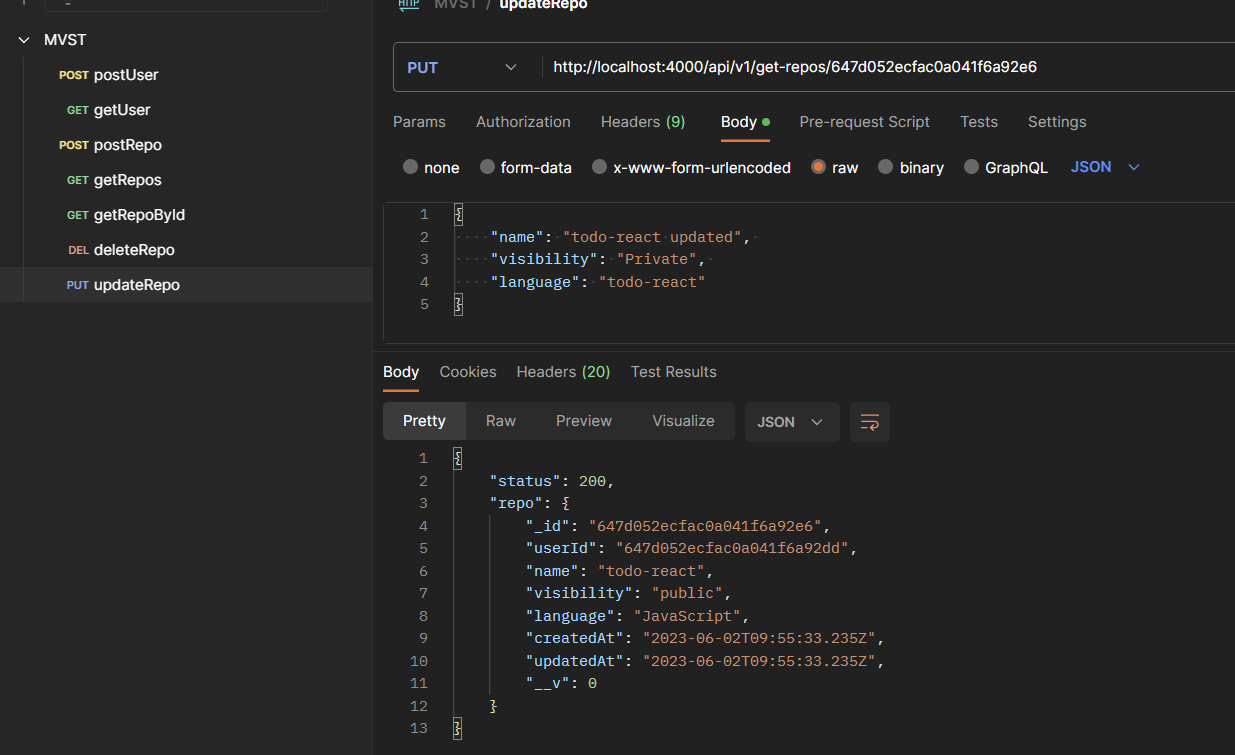 MVST / updateRepo
MVST
POST postUser
GET getUser
POST postRepo
GET getRepos
GET getRepoById
DEL deleteRepo
PUT updateRepo
PUT http://localhost:4000/api/v1/get-repos/647d052ecfac0a041f6a92e6
Params Authorization Headers (9) Body Pre-request Script Tests Settings
none form-data x-www-form-urlencoded raw binary GraphQL JSON
1 {
2 "name": "todo-react updated",
3 "visibility": "Private",
4 "language": "todo-react"
5 }
Body Cookies Headers (20) Test Results
Pretty Raw Preview Visualize JSON
1 {
2 "status": 200,
3 "repo": {
4 "_id": "647d052ecfac0a041f6a92e6",
5 "userId": "647d052ecfac0a041f6a92dd",
6 "name": "todo-react",
7 "visibility": "public",
8 "language": "JavaScript",
9 "createdAt": "2023-06-02T09:55:33.235Z",
10 "updatedAt": "2023-06-02T09:55:33.235Z",
11 "__v": 0
12 }
13 }